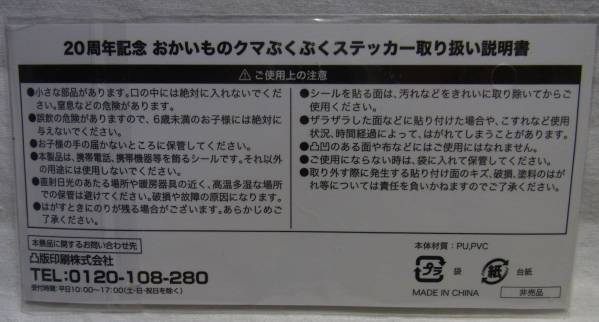 20周年記念 おかいものクマぷくぷくステッカー取り扱い説明書
ご使用上の注意
●小さな部品があります。口の中には絶対に入れないでくだ
さい。窒息などの危険があります。
●誤飲の危険がありますので、6歳未満のお子様には絶対に
与えないでください。
●お子様の手の届かないところに保管してください。
●本製品は、携帯電話、携帯機器等を飾るシールです。それ以外
の用途には使用しないでください。
●直射日光のあたる場所や暖房器具の近く、高温多湿な場所
での保管は避けてください。破損や故障の原因になります。
●はがすときにのりが残る場合がございます。あらかじめご
了承ください。
●シールを貼る面は、汚れなどをきれいに取り除いてからご
使用ください。
●ザラザラした面などに貼り付けた場合や、こすれなど使用
状況、時間経過によって、はがれてしまうことがあります。
●凸凹のある面や布などにはご使用にはなれません。
●ご使用にならない時は、袋に入れて保管してください。
●取り外す際に発生する貼り付け面のキズ、破損、塗料のはが
れ等については責任を負いかねますのでご了承ください。
本景品に関するお問い合わせ先
凸版印刷株式会社
TEL:0120-108-280
受付時間:平日10:00~17:00(土・日・祝日を除く)
本体材質:PU,PVC
プラ 袋 紙 台紙
MADE IN CHINA 非売品